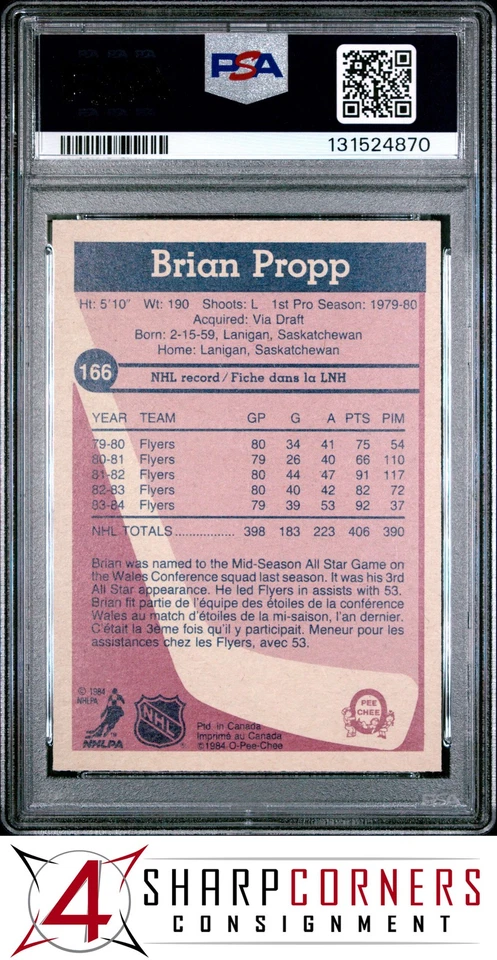 PSA
131524870
Brian Propp
Ht: 5'10" Wt: 190 Shoots: L 1st Pro Season: 1979-80
Acquired: Via Draft
Born: 2-15-59, Lanigan, Saskatchewan
Home: Lanigan, Saskatchewan
166 NHL record/Fiche dans la LNH
YEAR TEAM GP G A PTS PIM
79-80 Flyers 80 34 41 75 54
80-81 Flyers 79 26 40 66 110
81-82 Flyers 80 44 47 91 117
82-83 Flyers 80 40 42 82 72
93-84 Flyers 79 39 53 92 37
NHL TOTALS................. 398 183 223 406 390
Brian was named to the Mid-Season All Star Game on
the Wales Conference squad last season. It was his 3rd
All Star appearance. He led Flyers in assists with 53.
Brian fit partie de l'équipe des étoiles de la conférence
Wales au match d'étoiles de la mi-saison, l'an dernier.
C'était la 3ème fois qu'il y participait. Meneur pour les
assistances chez les Flyers, avec 53.
© 1984
NHLPA
NHLPA
NHL
Ptd in Canada
Imprimé au Canada
©1984 O-Pee-Chee
O
PEE
CHEE
PSA
4 SHARPCORNERS
CONSIGNMENT